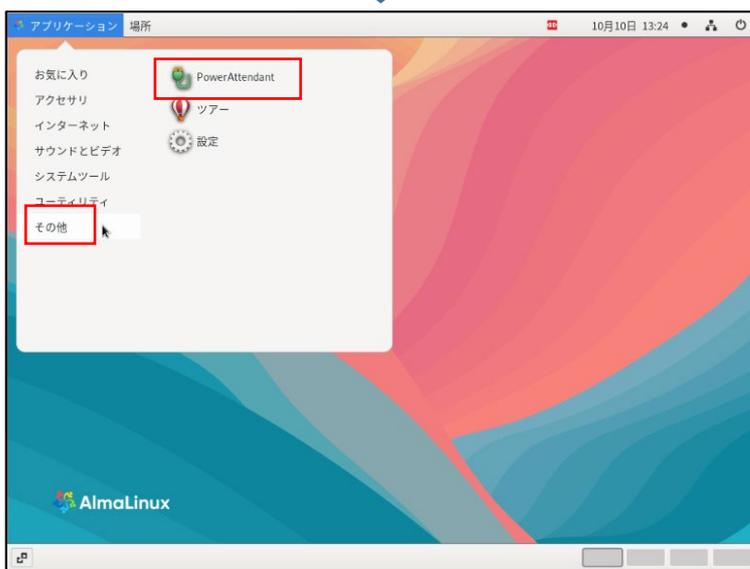 アプリケーション 場所 10月10日 13:24
お気に入り
アクセサリ
インターネット
サウンドとビデオ
システムツール
ユーティリティ
その他
PowerAttendant
ツアー
設定
AlmaLinux